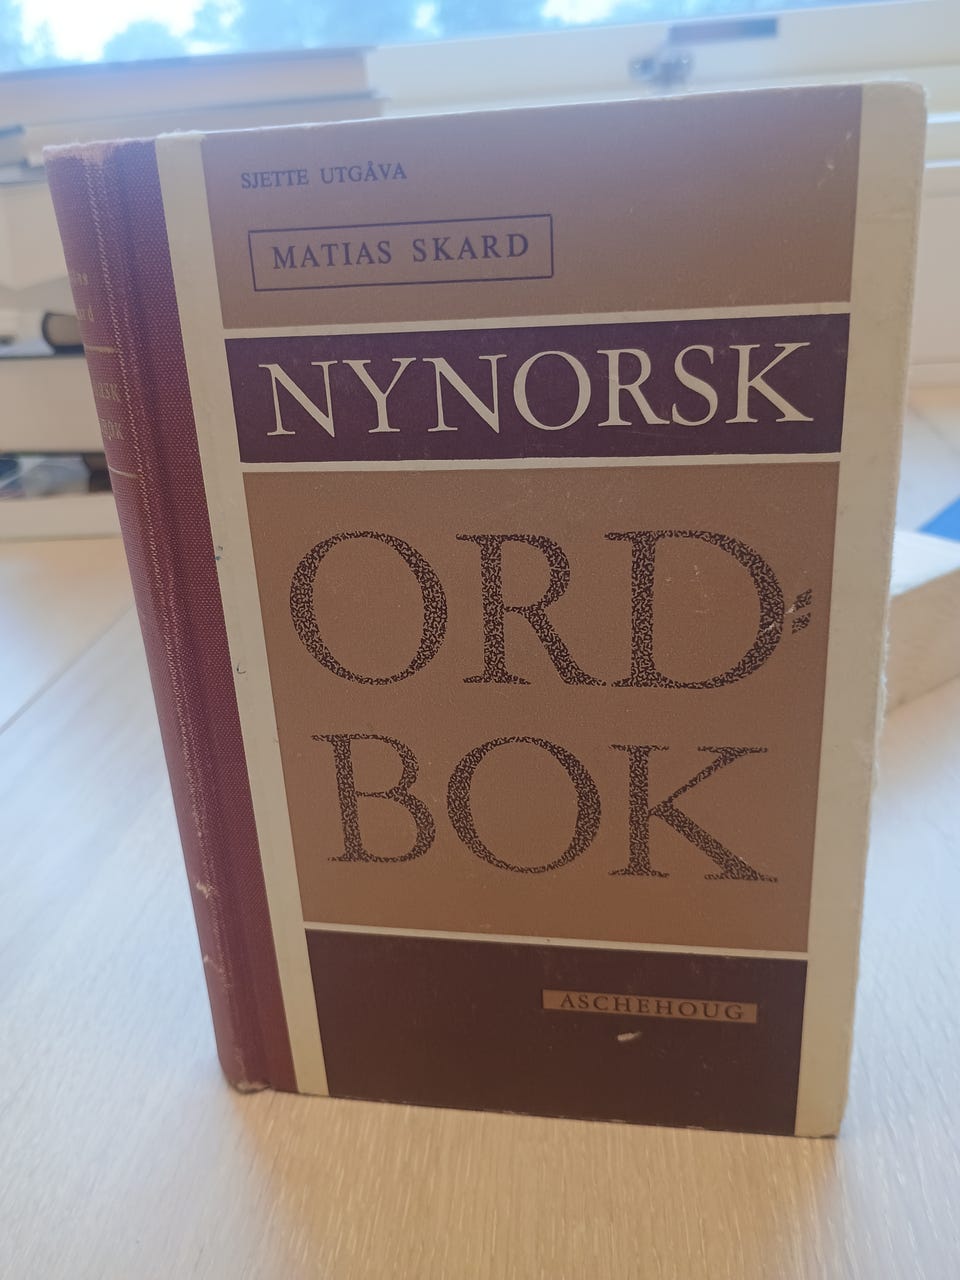 SJETTE UTGÅVA
MATIAS SKARD
NYNORSK
ORD=
BOK
ASCHEHOUG